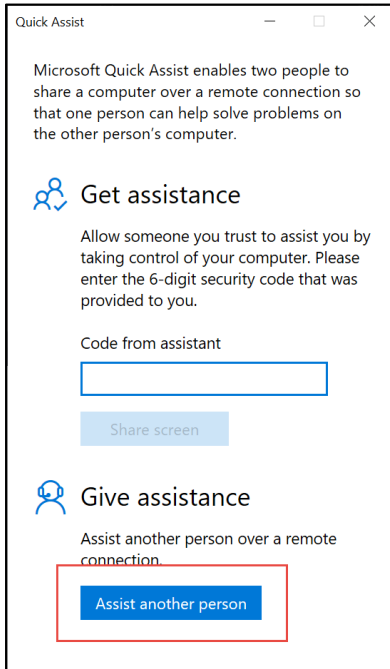 Quick Assist
Microsoft Quick Assist enables two people to
share a computer over a remote connection so
that one person can help solve problems on
the other person's computer.
Get assistance
Allow someone you trust to assist you by
taking control of your computer. Please
enter the 6-digit security code that was
provided to you.
Code from assistant
Share screen
Give assistance
Assist another person over a remote
connection.
Assist another person